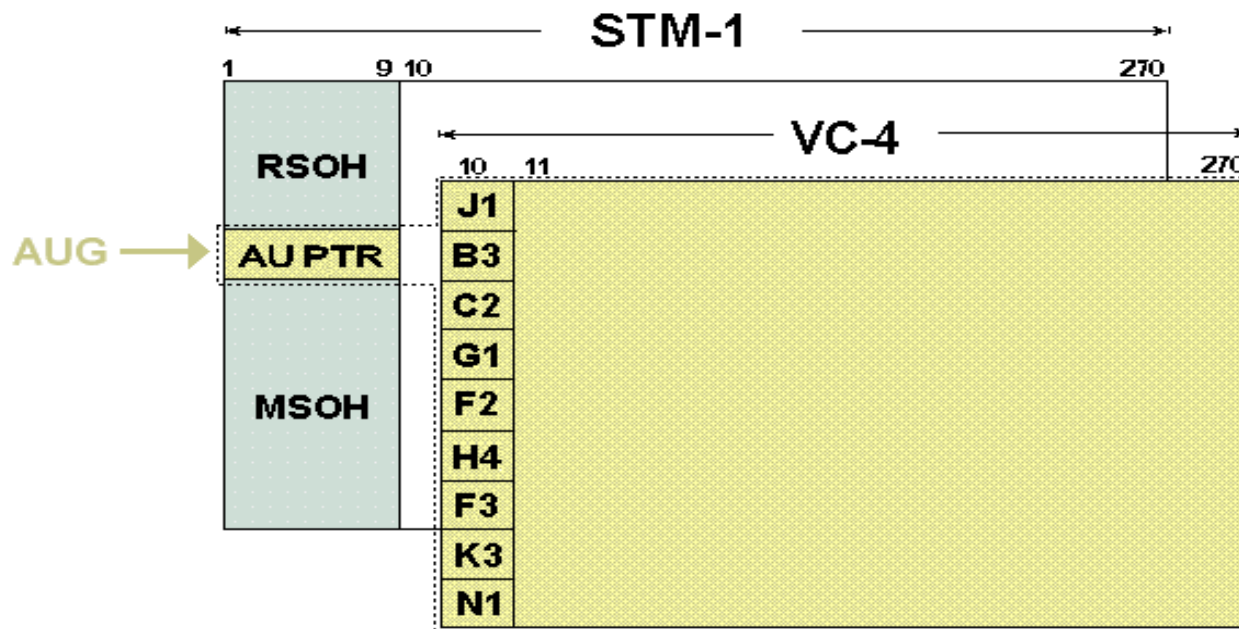 STM-1
1 9 10 270
VC-4
10 11 270
RSOH
J1
AUG AU PTR B3
C2
G1
MSOH F2
H4
F3
K3
N1